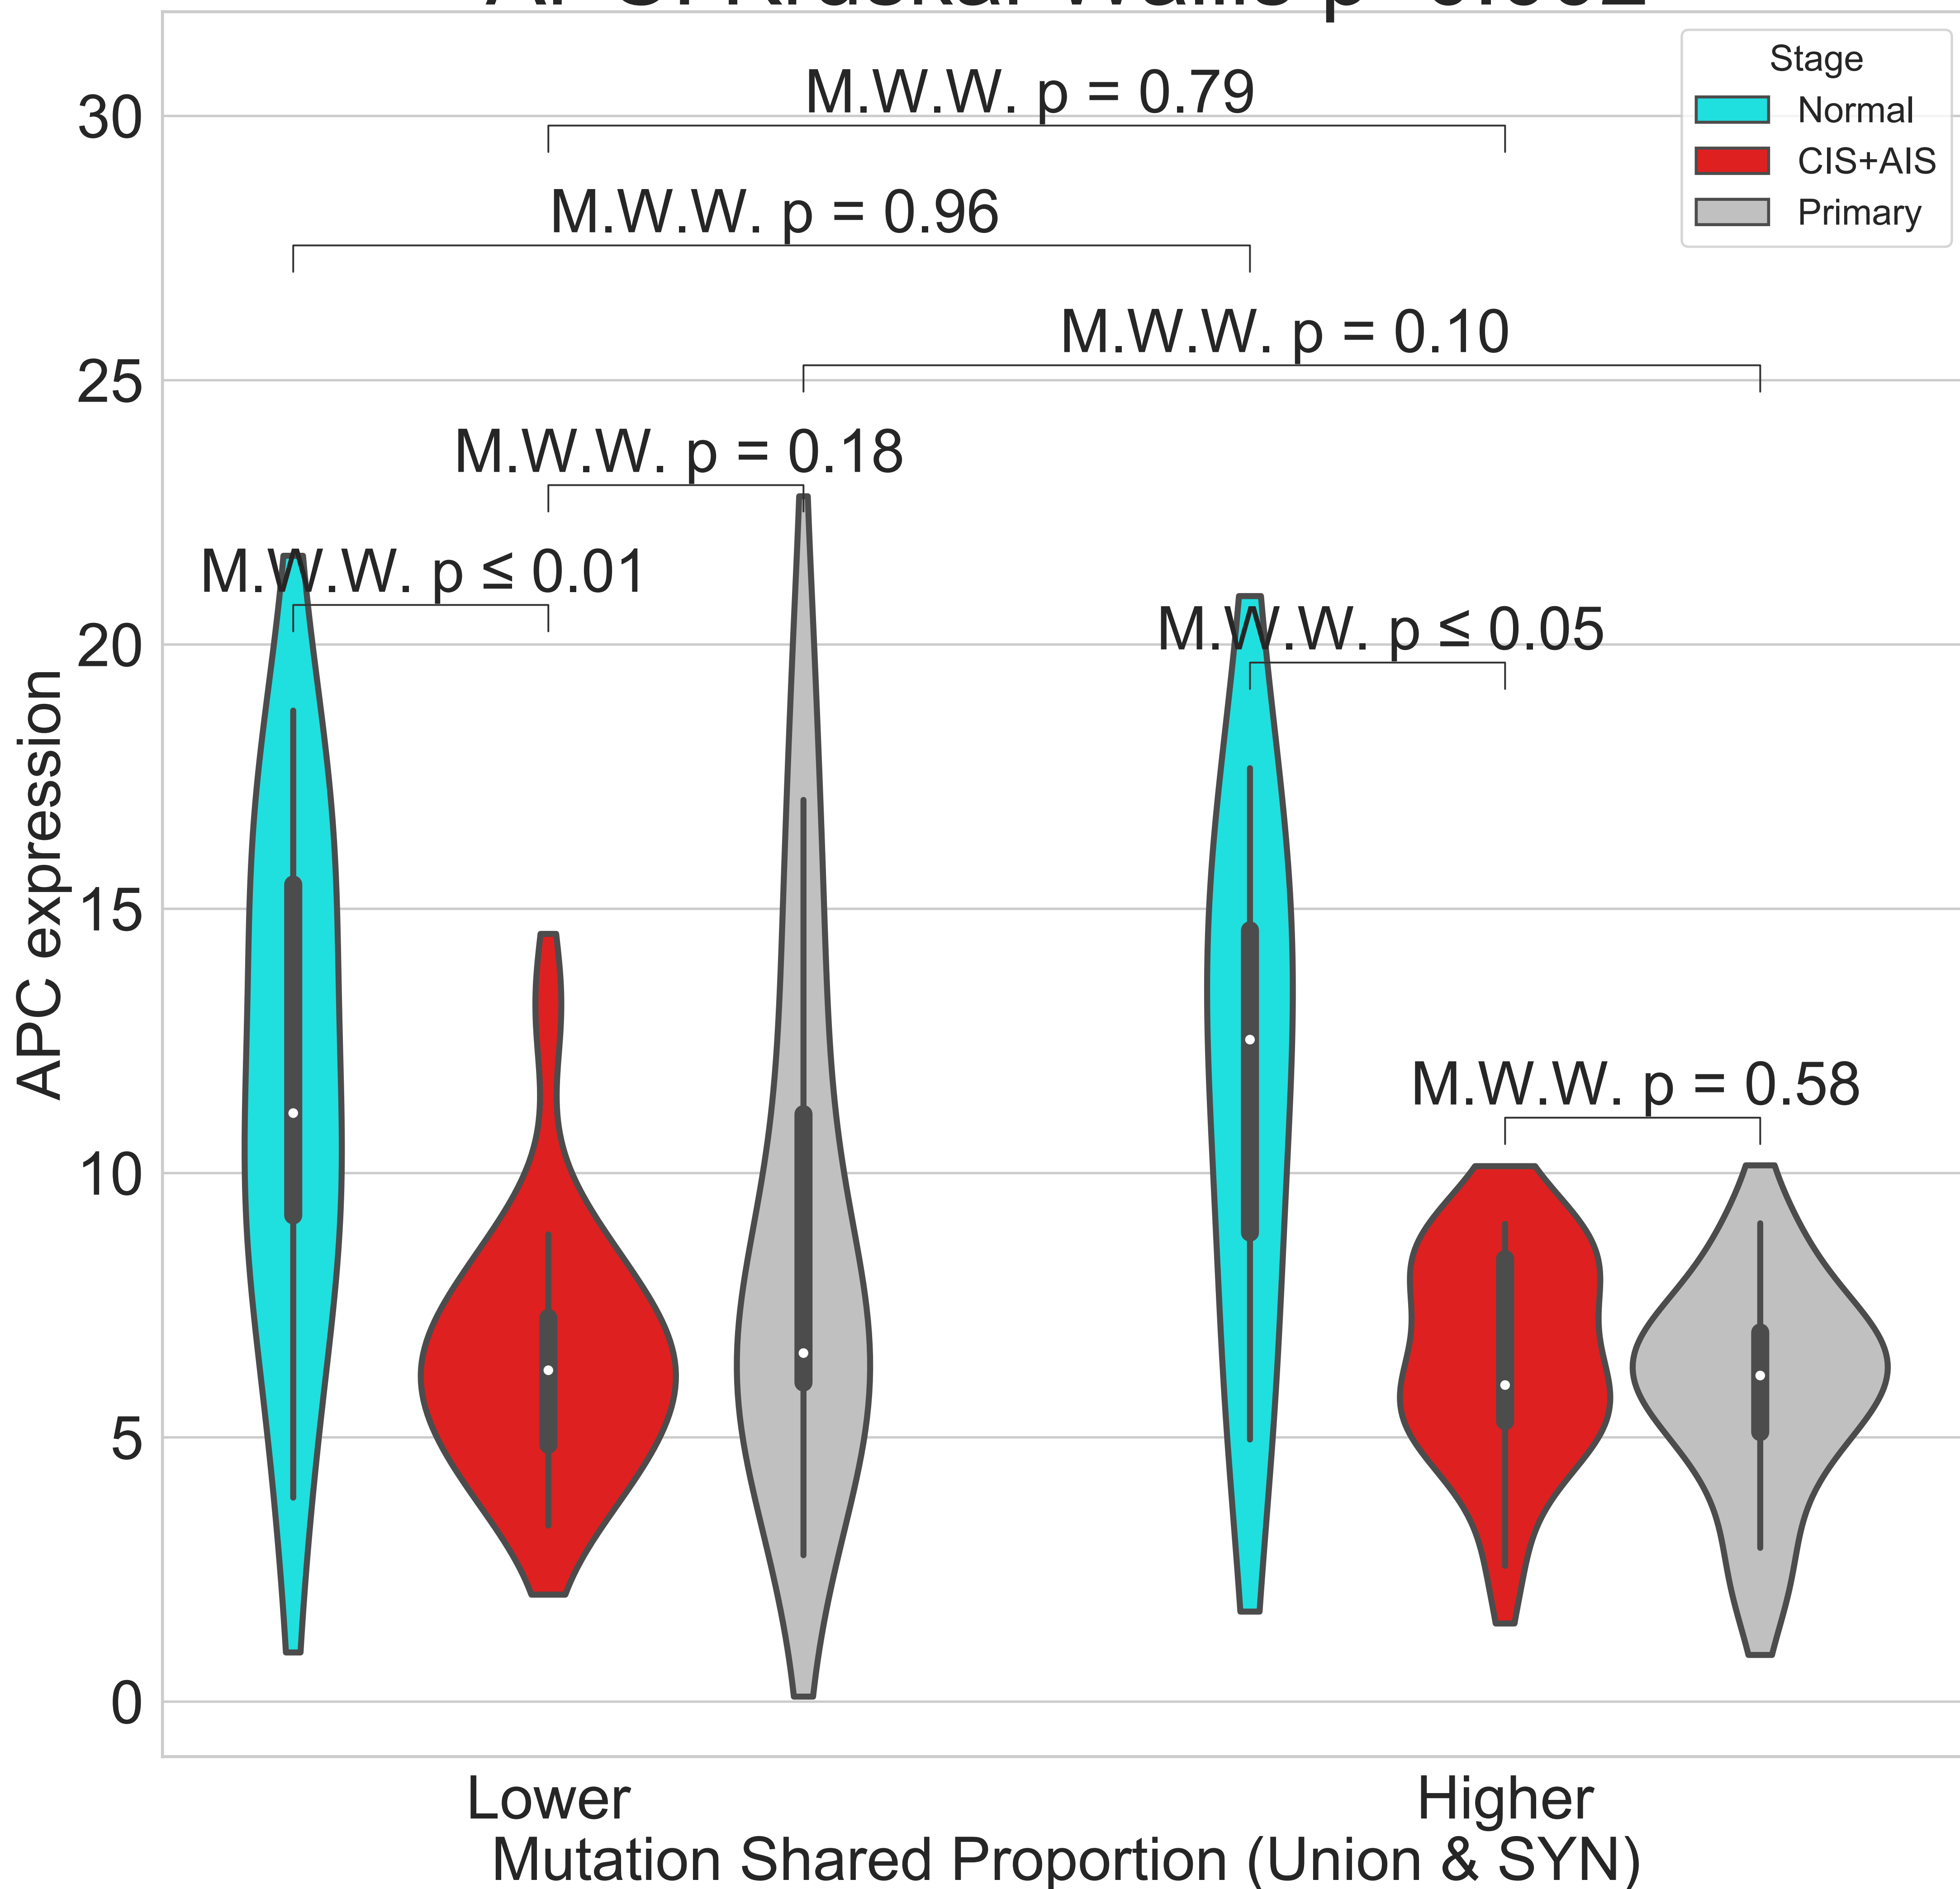 Stage
Normal
CIS+AIS
Primary
M.W.W. p = 0.79
M.W.W. p = 0.96
M.W.W. p = 0.10
M.W.W. p = 0.18
M.W.W. p ≤ 0.01
M.W.W. p ≤ 0.05
M.W.W. p = 0.58
30
25
20
15
10
5
0
APC expression
Lower
Higher
Mutation Shared Proportion (Union & SYN)